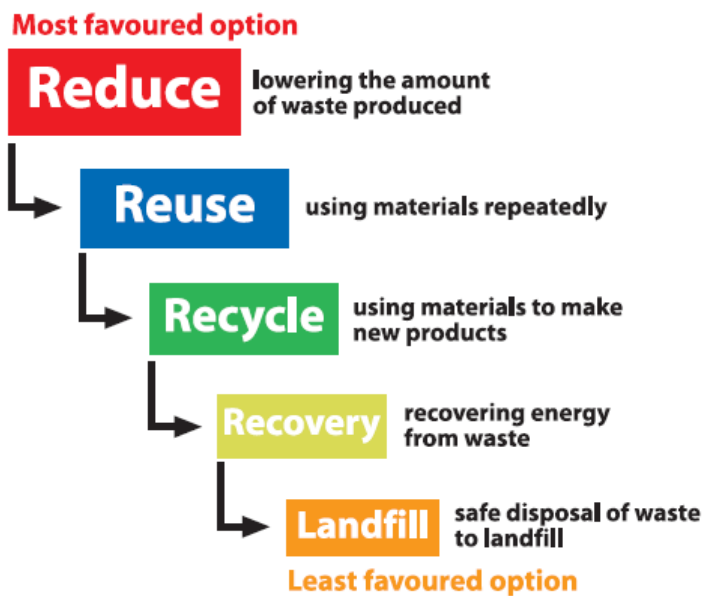 Most favoured option
Reduce
lowering the amount
of waste produced
Reuse
using materials repeatedly
Recycle
using materials to make
new products
Recovery
recovering energy
from waste
Landfill
safe disposal of waste
to landfill
Least favoured option